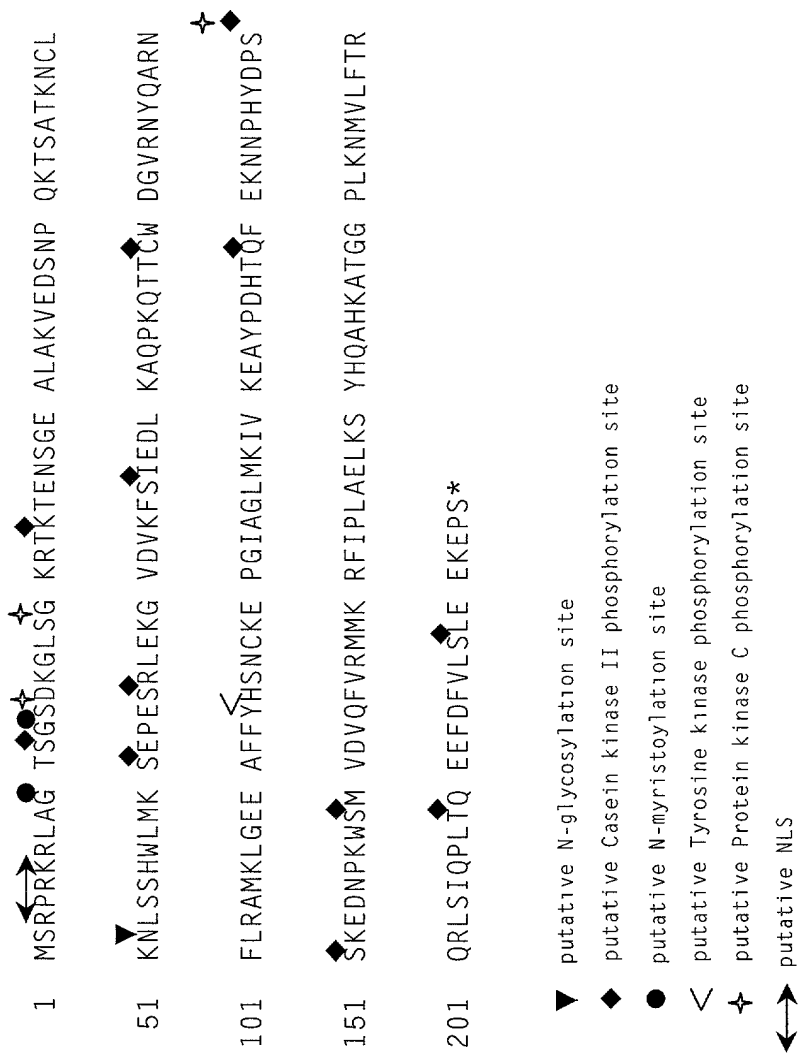 1 MSRPRKRLAG TSGSDKGLSG KRTKTENSGE ALAKVEDSNP QKTSATKNCL
51 KNLSSHWLMK SEPESRLEKG VDVKFSIEDL KAQPKQTTCW DGVRNYQARN
101 FLRAMKLGEE AFFYHSNCKE PGIAGLMKIV KEAYPDHTQF EKNNPHYDPS
151 SKEDNPKWSM VDVQFVRMMK RFIPLAELKS YHQAHKATGG PLKNMVLFTR
201 QRLSIQPLTQ EEFDFVLSLE EKEPS*
putative N-glycosylation site
putative Casein kinase II phosphorylation site
putative N-myristoylation site
putative Tyrosine kinase phosphorylation site
putative Protein kinase C phosphorylation site
putative NLS